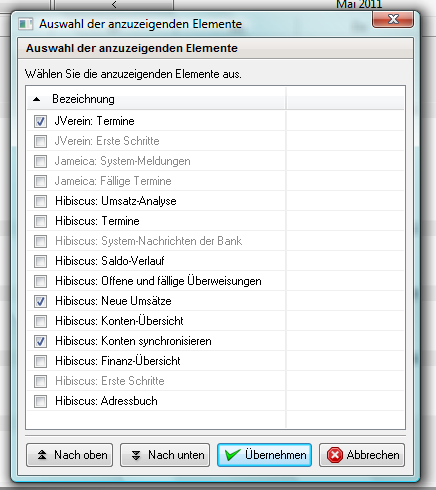 Mai 2011
Auswahl der anzuzeigenden Elemente
Auswahl der anzuzeigenden Elemente
Wählen Sie die anzuzeigenden Elemente aus.
Bezeichnung
JVerein: Termine
JVerein: Erste Schritte
Jameica: System-Meldungen
Jameica: Fällige Termine
Hibiscus: Umsatz-Analyse
Hibiscus: Termine
Hibiscus: System-Nachrichten der Bank
Hibiscus: Saldo-Verlauf
Hibiscus: Offene und fällige Überweisungen
Hibiscus: Neue Umsätze
Hibiscus: Konten-Übersicht
Hibiscus: Konten synchronisieren
Hibiscus: Finanz-Übersicht
Hibiscus: Erste Schritte
Hibiscus: Adressbuch
Nach oben Nach unten Übernehmen Abbrechen